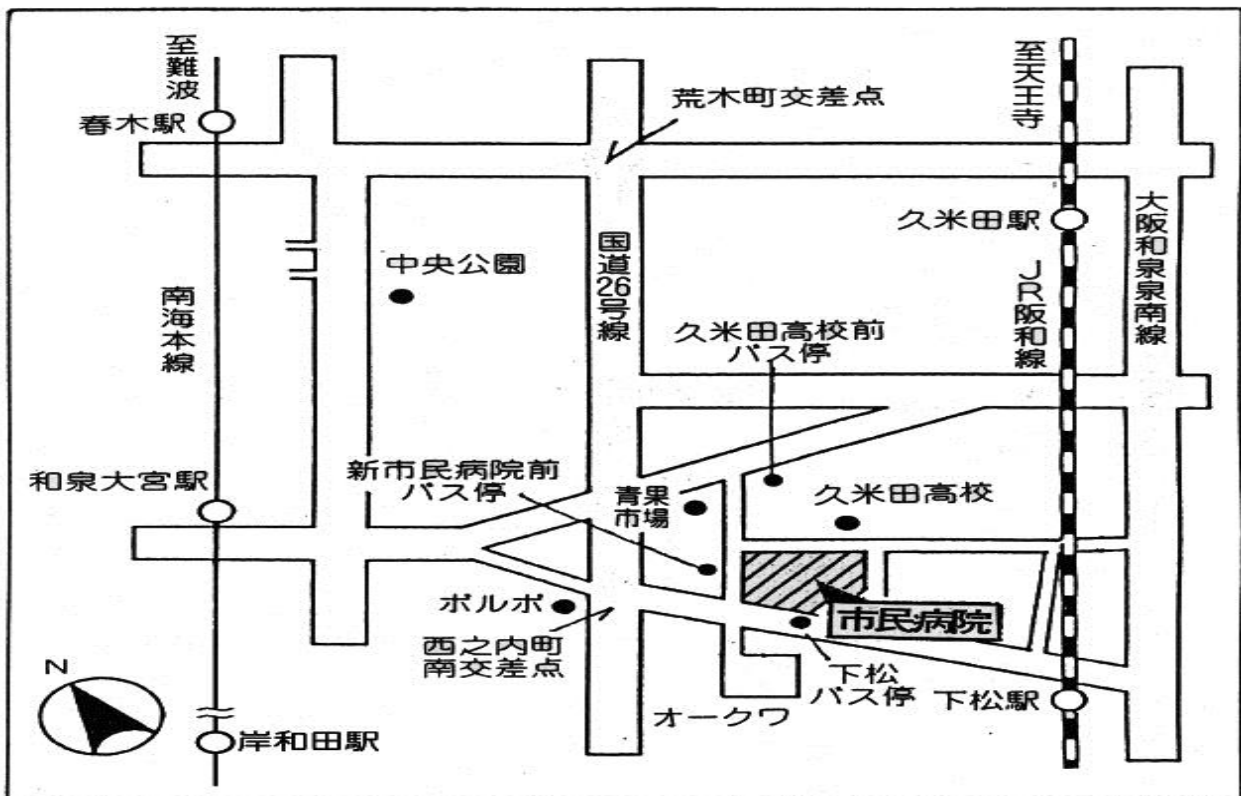 至難波
春木駅
荒木町交差点
至天王寺
久米田駅
大阪和泉泉南線
国道26号線
中央公園
南海本線
JR阪和線
久米田高校前
バス停
新市民病院前
バス停
和泉大宮駅
青果
市場
久米田高校
ボルボ
市民病院
西之内町
南交差点
下松
バス停
下松駅
オークワ
N
岸和田駅